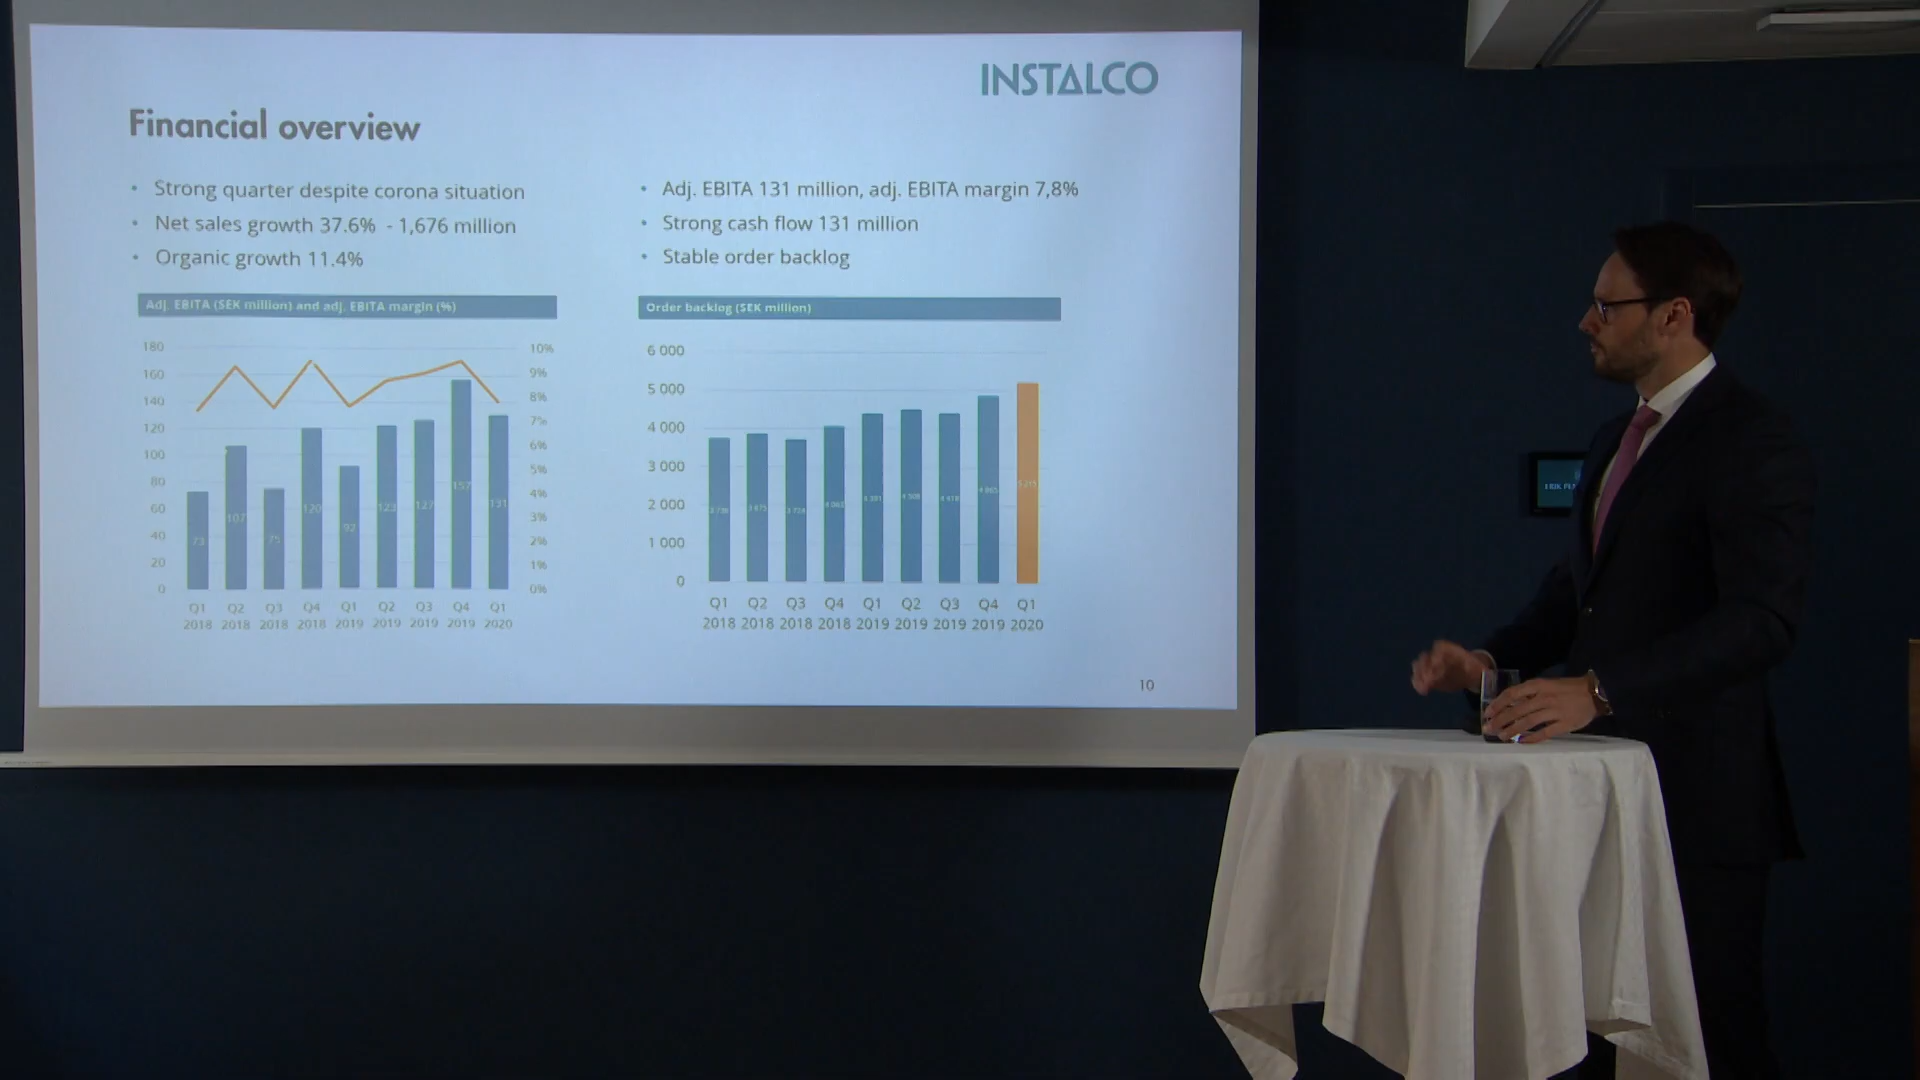 INSTALCO
Financial overview
• Strong quarter despite corona situation
• Net sales growth 37.6% - 1,676 million
• Organic growth 11.4%
• Adj. EBITA 131 million, adj. EBITA margin 7,8%
• Strong cash flow 131 million
• Stable order backlog
Adj. EBITA (SEK million) and adj. EBITA margin (%)
180
160
140
120
100
80
60
40
20
0
10%
9%
8%
7%
6%
5%
4%
3%
2%
1%
0%
73 107 75 120 92 123 127 157 131
Q1 Q2 Q3 Q4 Q1 Q2 Q3 Q4 Q1
2018 2018 2018 2018 2019 2019 2019 2019 2020
Order backlog (SEK million)
6 000
5 000
4 000
3 000
2 000
1 000
0
Q1 Q2 Q3 Q4 Q1 Q2 Q3 Q4 Q1
2018 2018 2018 2018 2019 2019 2019 2019 2020
10